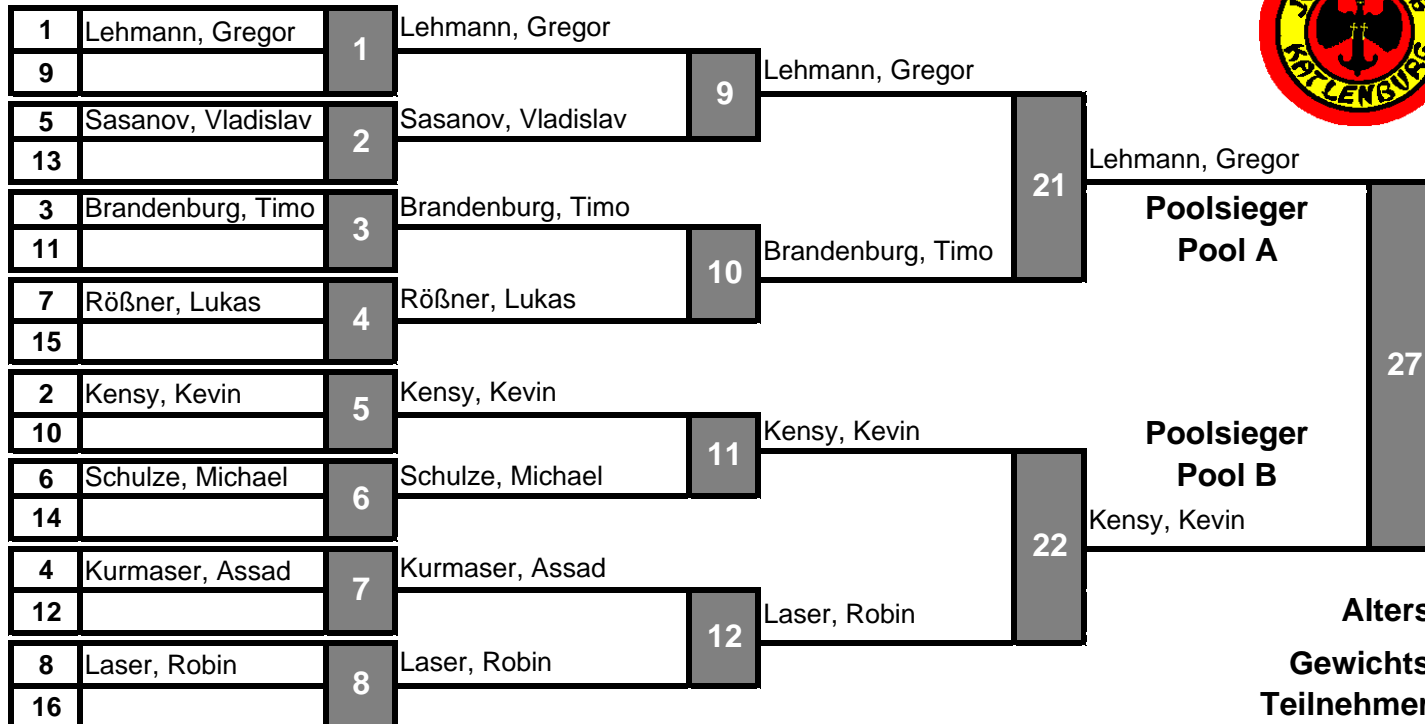 1 Lehmann, Gregor 1 Lehmann, Gregor
9
9 Lehmann, Gregor
5 Sasanov, Vladislav 2 Sasanov, Vladislav
13
21 Lehmann, Gregor
3 Brandenburg, Timo 3 Brandenburg, Timo
11
10 Brandenburg, Timo
7 Rößner, Lukas 4 Rößner, Lukas
15
Poolsieger
Pool A
27
2 Kensy, Kevin 5 Kensy, Kevin
10
11 Kensy, Kevin
6 Schulze, Michael 6 Schulze, Michael
14
Poolsieger
Pool B
22 Kensy, Kevin
4 Kurmaser, Assad 7 Kurmaser, Assad
12
12 Laser, Robin
8 Laser, Robin 8 Laser, Robin
16
Alters
Gewichts
Teilnehmer
KATLENBURG